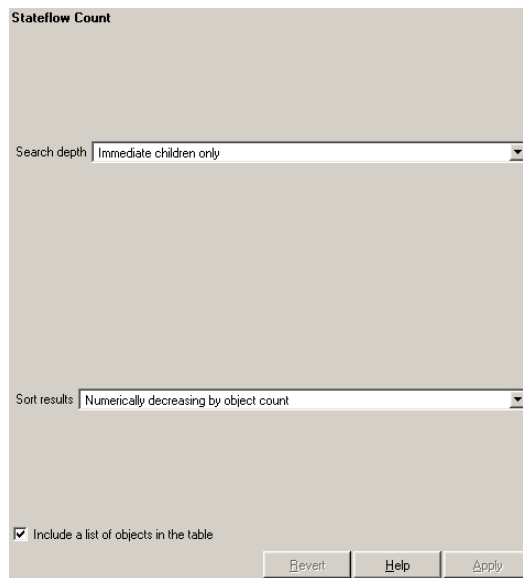 Stateflow Count
Search depth Immediate children only
Sort results Numerically decreasing by object count
Include a list of objects in the table
Revert Help Apply